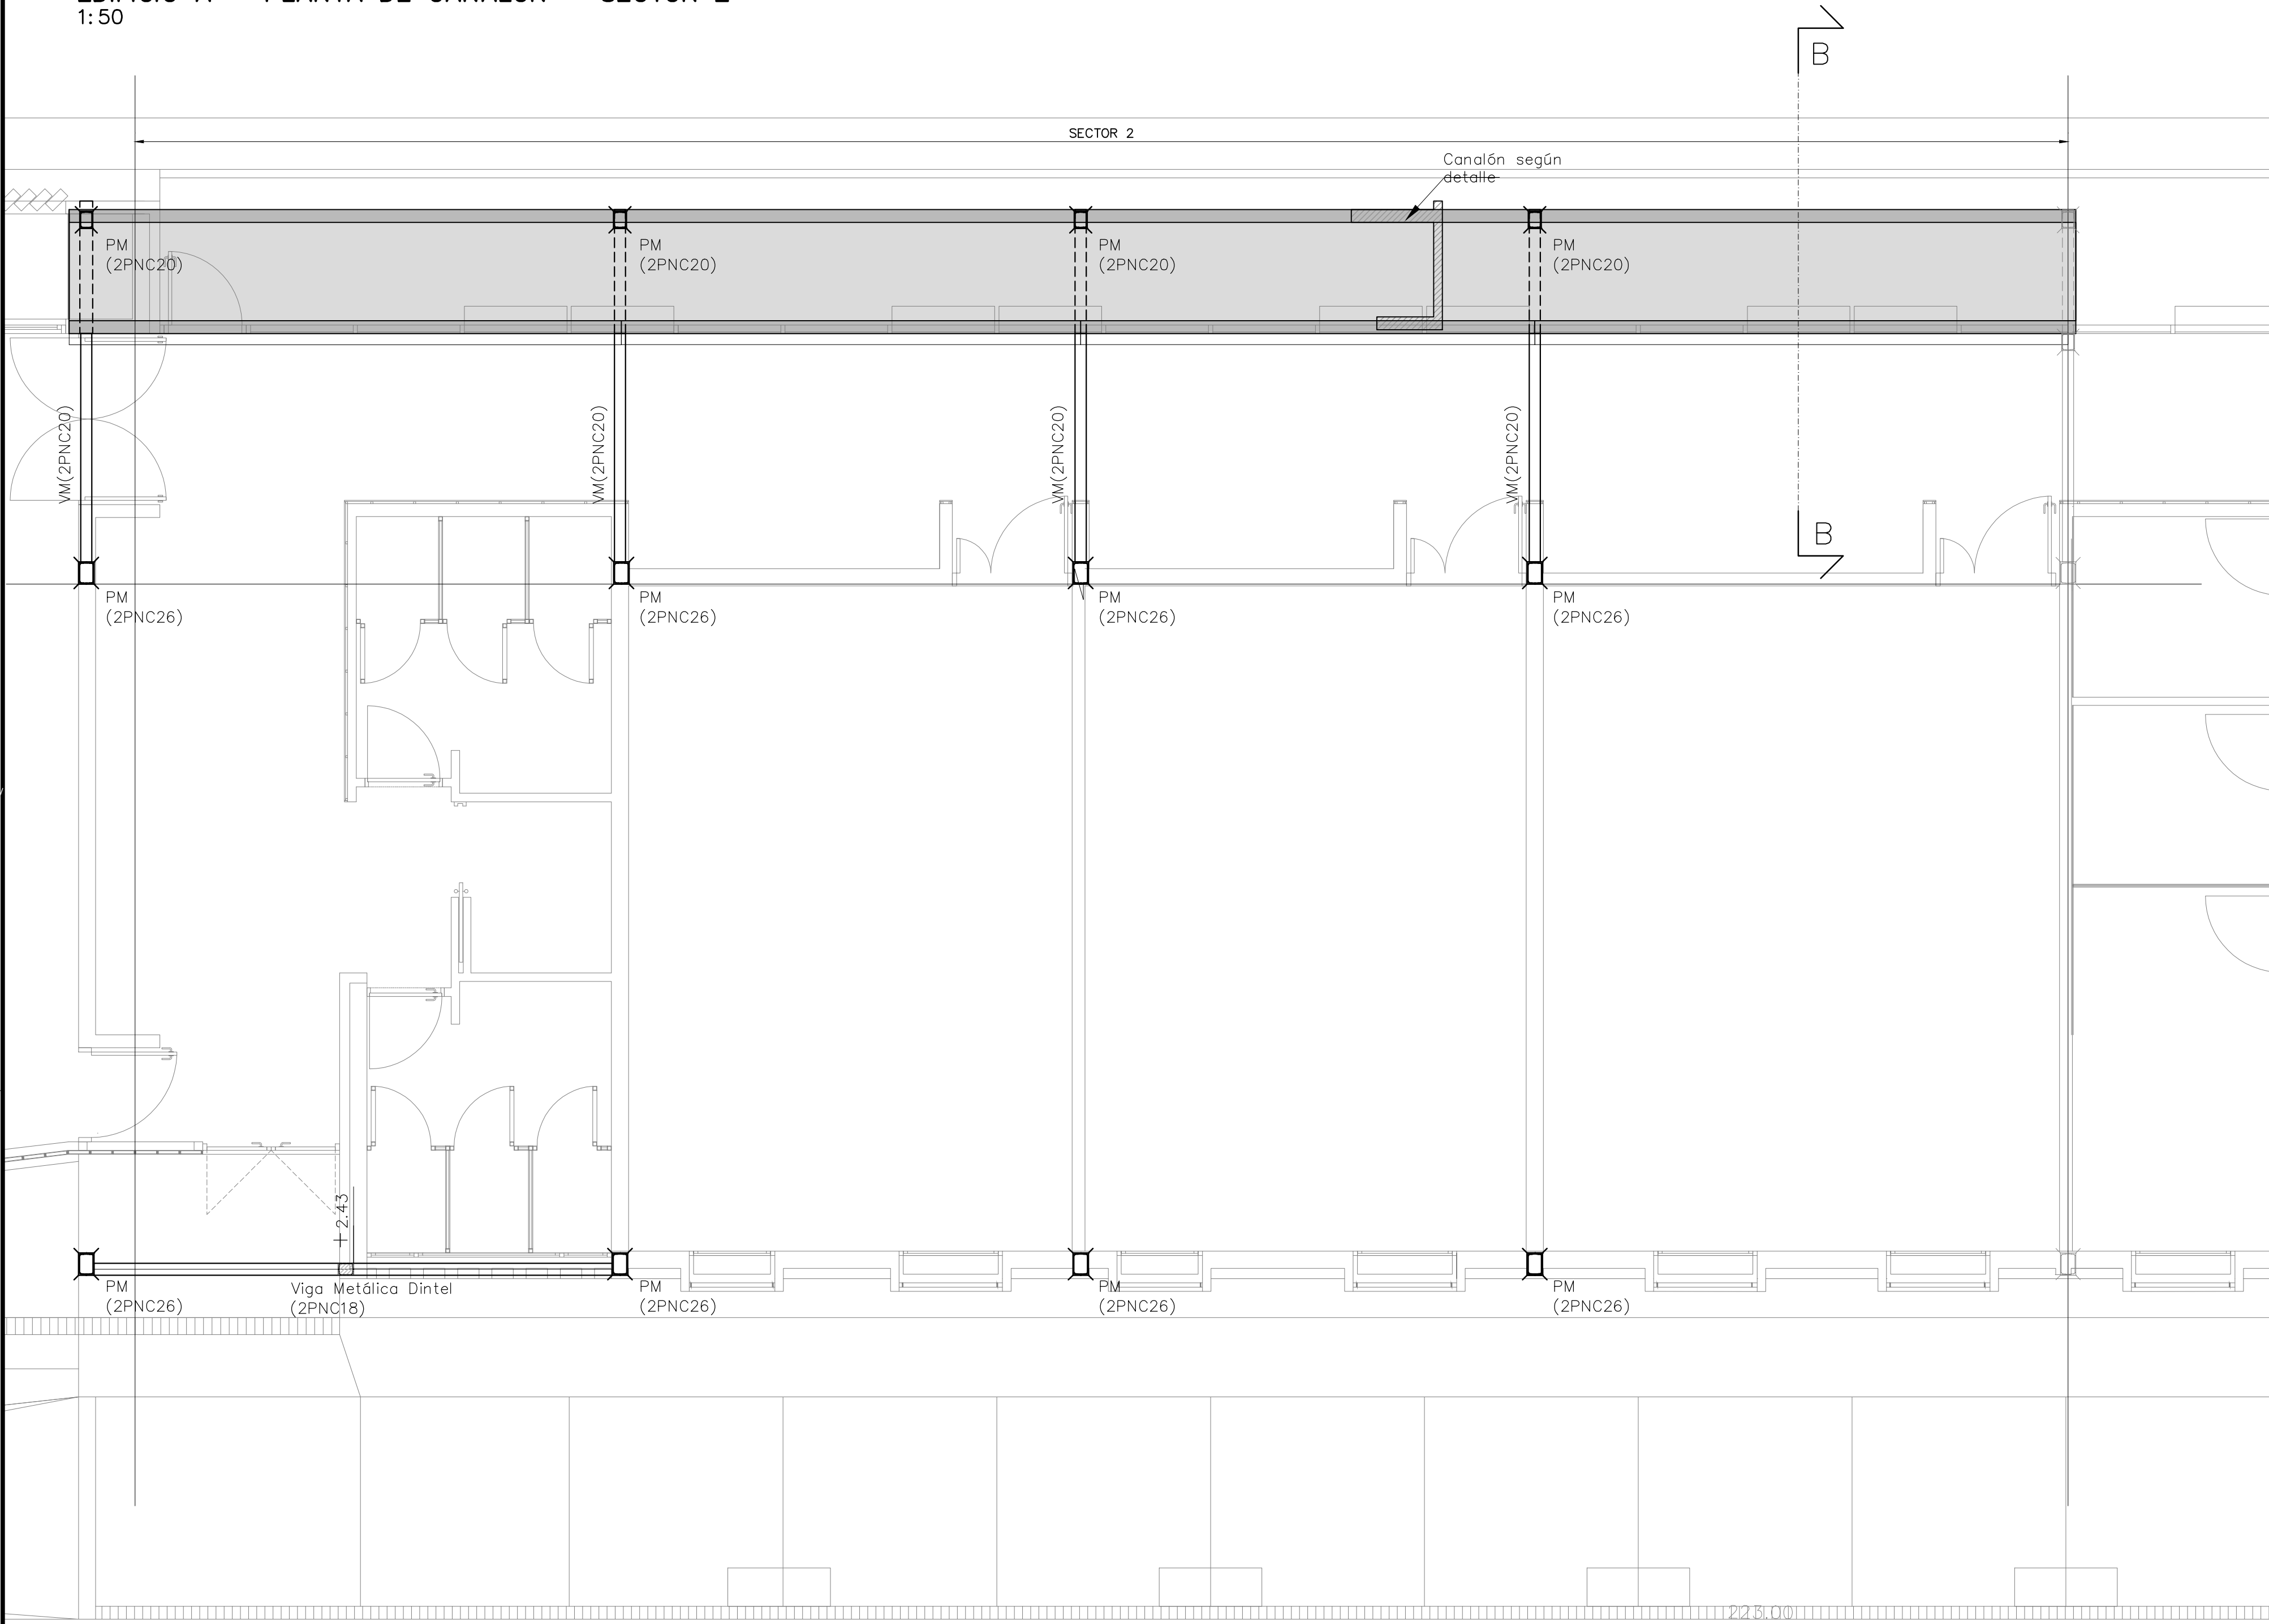 1:50
B
SECTOR 2
Canalón según
detalle
PM
(2PNC20)
PM
(2PNC20)
PM
(2PNC20)
PM
(2PNC20)
VM(2PNC20)
VM(2PNC20)
VM(2PNC20)
VM(2PNC20)
B
PM
(2PNC26)
PM
(2PNC26)
PM
(2PNC26)
PM
(2PNC26)
+2.43
PM
(2PNC26)
Viga Metálica Dintel
(2PNC18)
PM
(2PNC26)
PM
(2PNC26)
PM
(2PNC26)
223.00